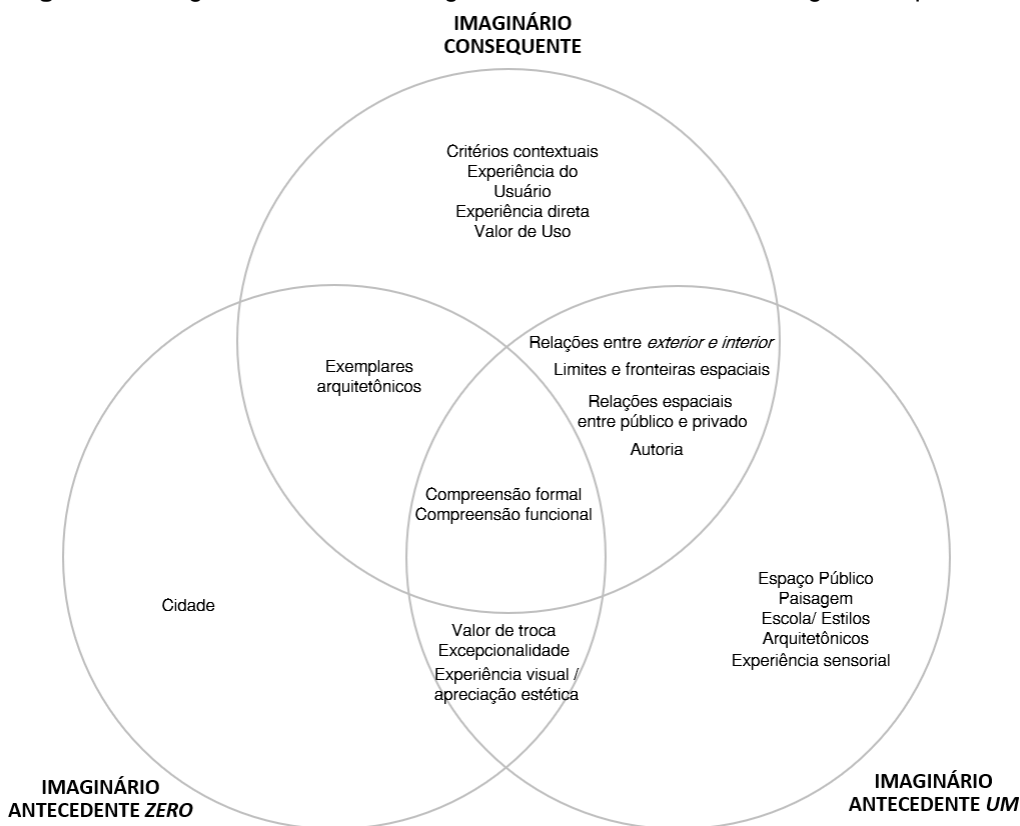 IMAGINÁRIO
CONSEQUENTE
Critérios contextuais
Experiência do
Usuário
Experiência direta
Valor de Uso
Exemplares
arquitetônicos
Relações entre exterior e interior
Limites e fronteiras espaciais
Relações espaciais
entre público e privado
Autoria
Compreensão formal
Compreensão funcional
Cidade
Espaço Público
Paisagem
Escola/ Estilos
Arquitetônicos
Experiência sensorial
Valor de troca
Excepcionalidade
Experiência visual /
apreciação estética
IMAGINÁRIO
ANTECEDENTE ZERO
IMAGINÁRIO
ANTECEDENTE UM